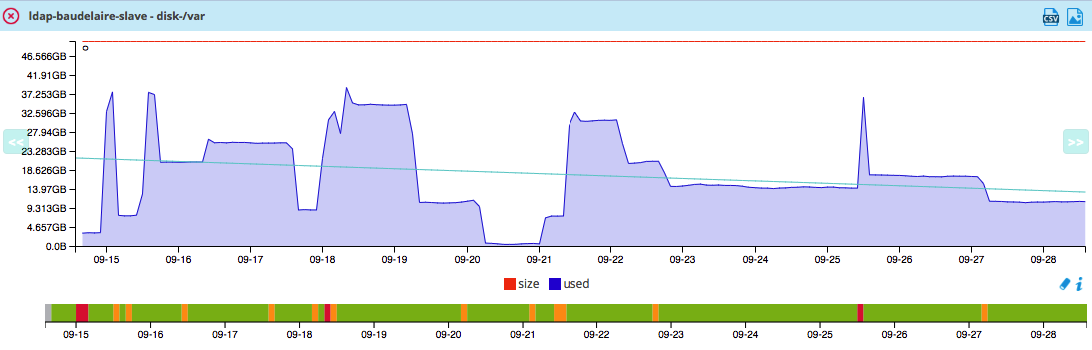 ldap-baudelaire-slave - disk-/var
CSV
46.566GB
41.91GB
37.253GB
32.596GB
27.94GB
<< 23.283GB >>
18.626GB
13.97GB
9.313GB
4.657GB
0.0B
09-15 09-16 09-17 09-18 09-19 09-20 09-21 09-22 09-23 09-24 09-25 09-26 09-27 09-28
size used
09-15 09-16 09-17 09-18 09-19 09-20 09-21 09-22 09-23 09-24 09-25 09-26 09-27 09-28